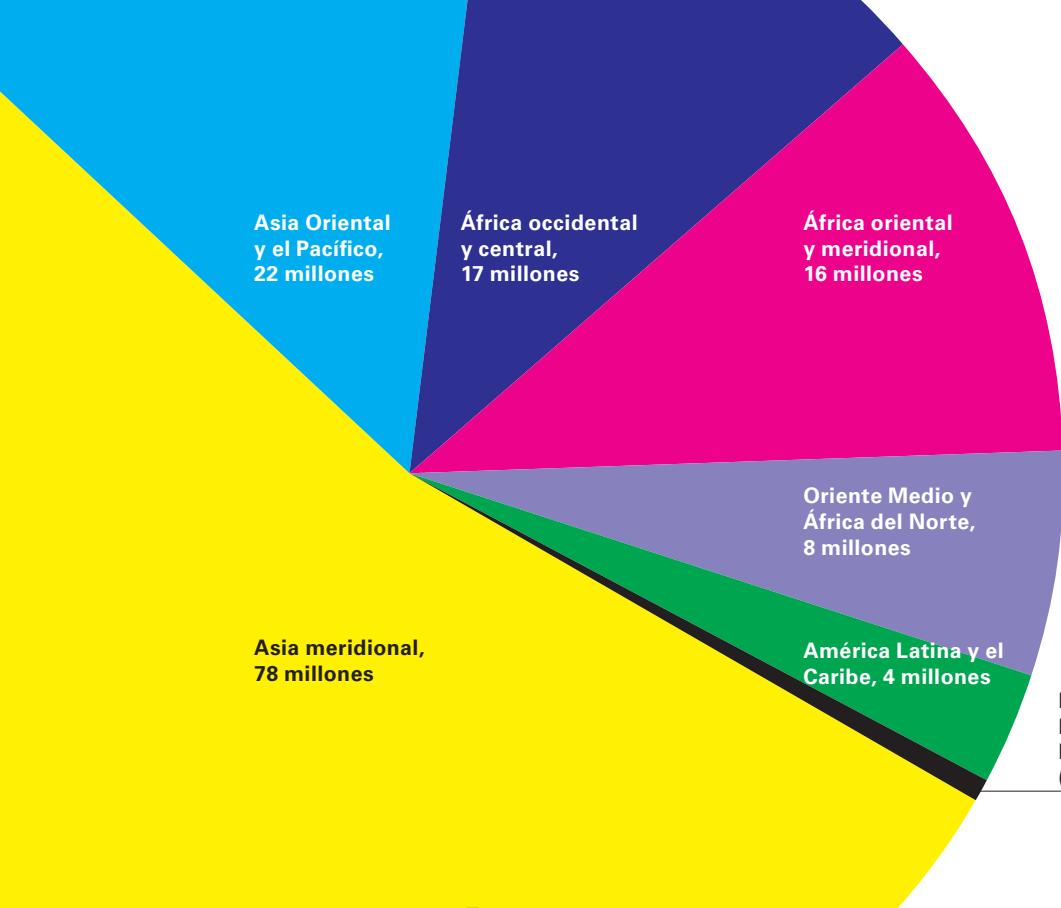 Asia Oriental
y el Pacífico,
22 millones
África occidental
y central,
17 millones
África oriental
y meridional,
16 millones
Oriente Medio y
África del Norte,
8 millones
América Latina y el
Caribe, 4 millones
Asia meridional,
78 millones